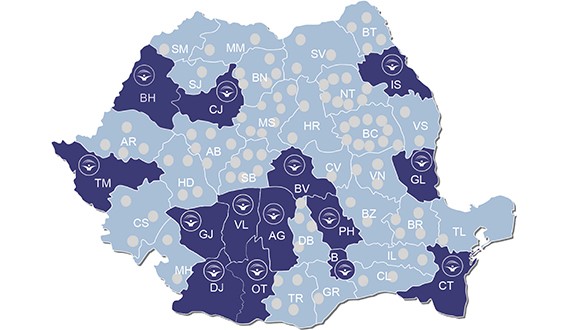 BT
SM
MM
SV
SJ
BN
IS
BH
CJ
NT
MS
HR
BC
VS
AR
AB
TM
HD
SB
BV
CV
VN
GL
CS
GJ
VL
AG
DB
PH
BZ
BR
TL
MH
B
IL
DJ
OT
TR
GR
CL
CT